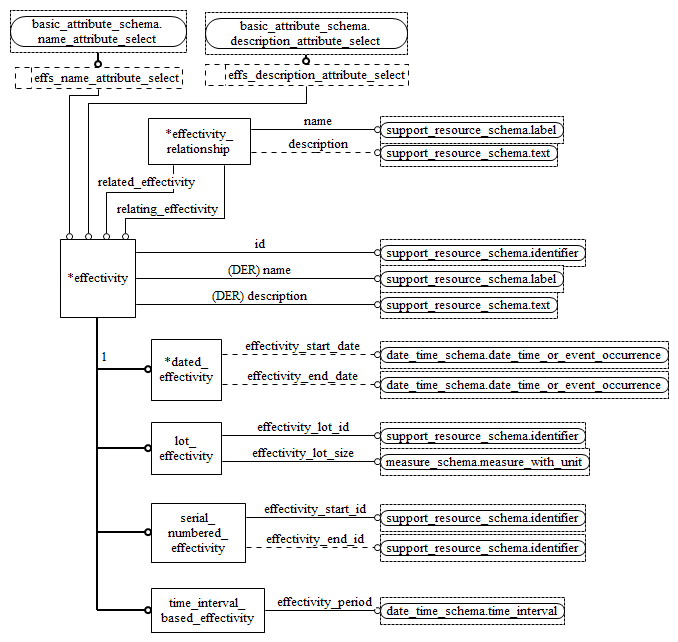 basic_attribute_schema.
name_attribute_select
basic_attribute_schema.
description_attribute_select
effs_name_attribute_select
effs_description_attribute_select
*effectivity_
relationship
name
support_resource_schema.label
description
support_resource_schema.text
related_effectivity
relating_effectivity
*effectivity
id
support_resource_schema.identifier
(DER) name
support_resource_schema.label
(DER) description
support_resource_schema.text
1
*dated_
effectivity
effectivity_start_date
date_time_schema.date_time_or_event_occurrence
effectivity_end_date
date_time_schema.date_time_or_event_occurrence
lot_
effectivity
effectivity_lot_id
support_resource_schema.identifier
effectivity_lot_size
measure_schema.measure_with_unit
serial_
numbered_
effectivity
effectivity_start_id
support_resource_schema.identifier
effectivity_end_id
support_resource_schema.identifier
time_interval_
based_effectivity
effectivity_period
date_time_schema.time_interval